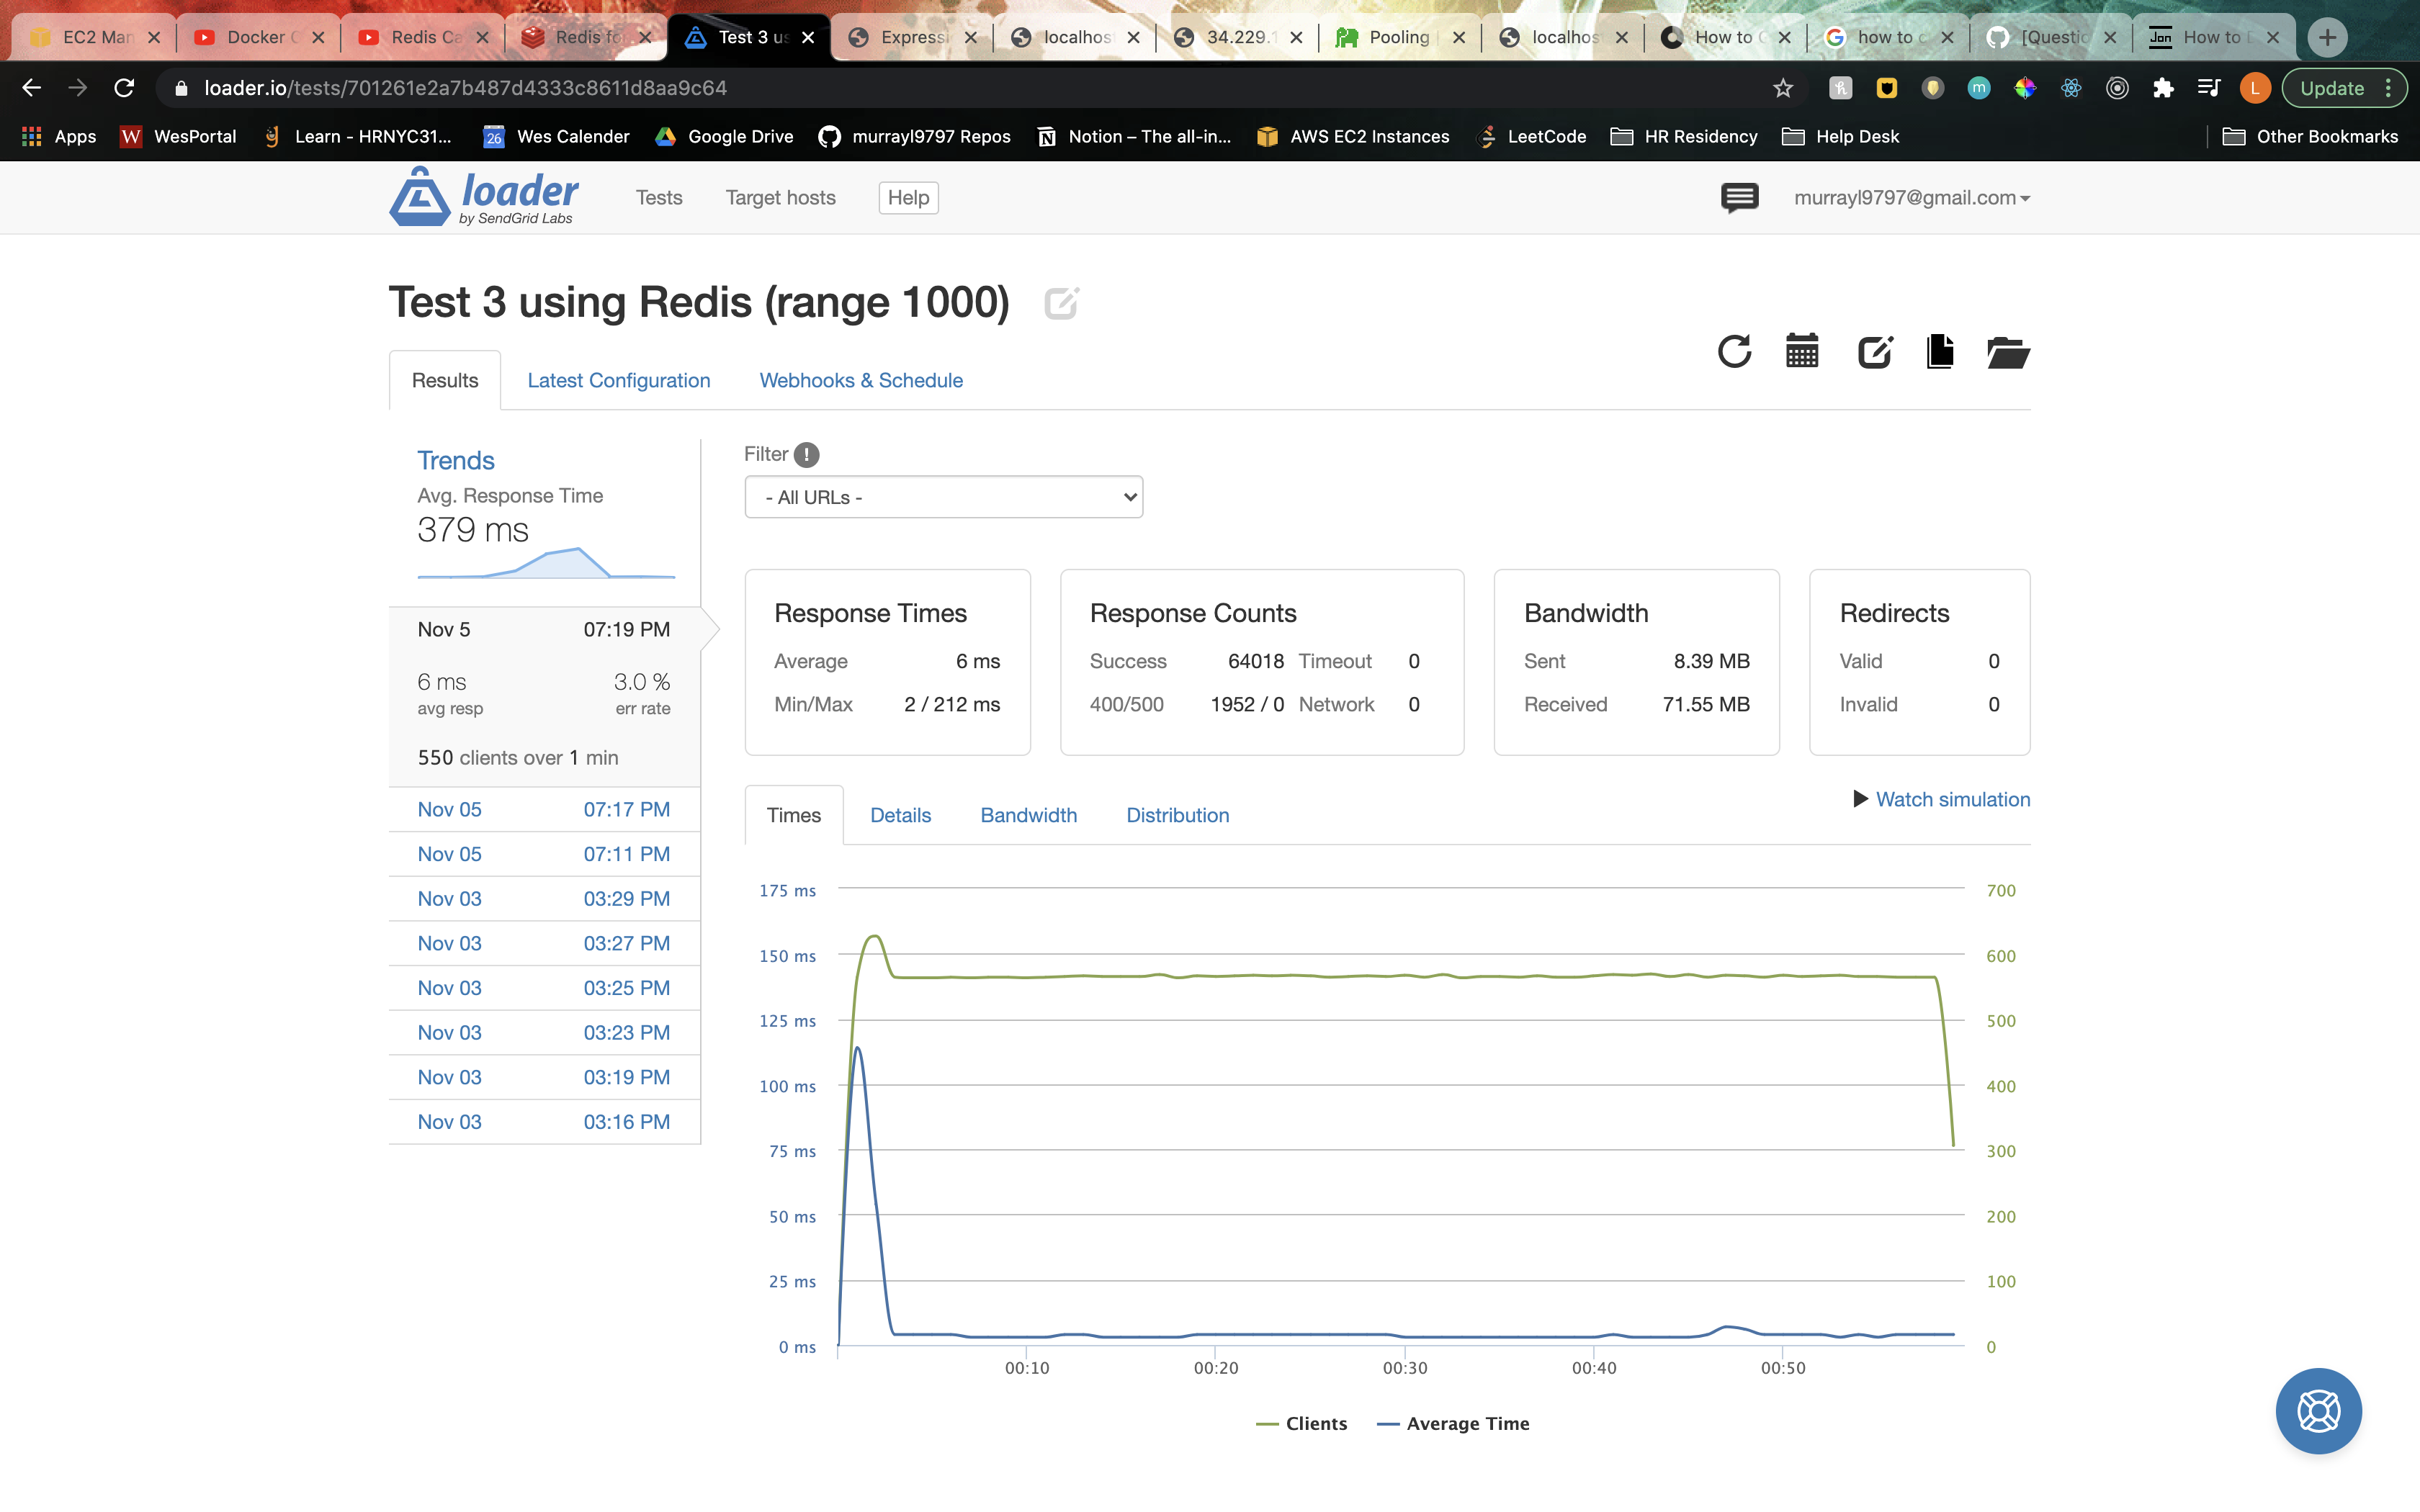 EC2 Man
Docker C
Redis Ca
Redis fo
Test 3 us
Expressi
localhos
34.229.1
Pooling
localhos
How to C
how to c
[Questio
How to D
loader.io/tests/701261e2a7b487d4333c8611d8aa9c64
L
Update
Apps
WesPortal
Learn - HRNYC31...
26
Wes Calender
Google Drive
murrayl9797 Repos
Notion – The all-in...
AWS EC2 Instances
LeetCode
HR Residency
Help Desk
Other Bookmarks
loader
by SendGrid Labs
Tests
Target hosts
Help
murrayl9797@gmail.com
Test 3 using Redis (range 1000)
Results
Latest Configuration
Webhooks & Schedule
Trends
Avg. Response Time
379 ms
Nov 5 07:19 PM
6 ms 3.0 %
avg resp err rate
550 clients over 1 min
Nov 05 07:17 PM
Nov 05 07:11 PM
Nov 03 03:29 PM
Nov 03 03:27 PM
Nov 03 03:25 PM
Nov 03 03:23 PM
Nov 03 03:19 PM
Nov 03 03:16 PM
Filter !
- All URLs -
Response Times
Average 6 ms
Min/Max 2 / 212 ms
Response Counts
Success 64018 Timeout 0
400/500 1952 / 0 Network 0
Bandwidth
Sent 8.39 MB
Received 71.55 MB
Redirects
Valid 0
Invalid 0
Times
Details
Bandwidth
Distribution
Watch simulation
175 ms 700
150 ms 600
125 ms 500
100 ms 400
75 ms 300
50 ms 200
25 ms 100
0 ms 0
00:10 00:20 00:30 00:40 00:50
Clients Average Time